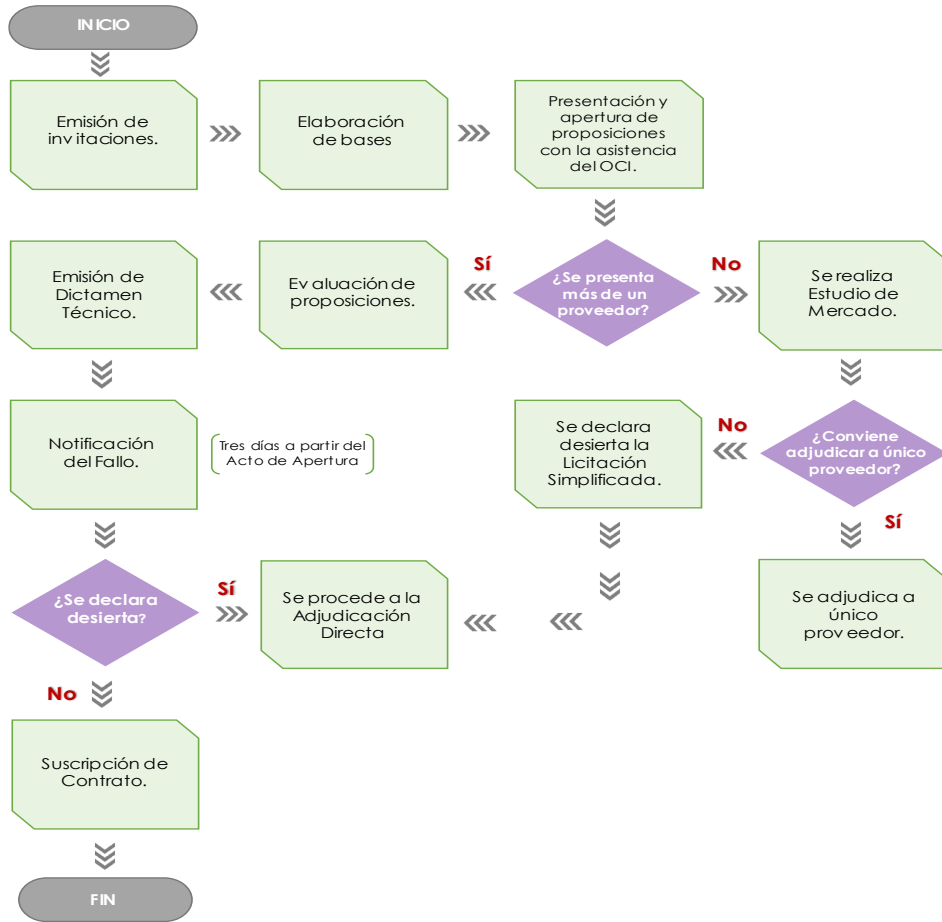 INICIO
Emisión de
invitaciones.
Elaboración
de bases
Presentación y
apertura de
proposiciones
con la asistencia
del OCI.
Emisión de
Dictamen
Técnico.
Evaluación de
proposiciones.
Sí
¿Se presenta
más de un
proveedor?
No
Se realiza
Estudio de
Mercado.
Notificación
del Fallo.
Tres días a partir del
Acto de Apertura
Se declara
desierta la
Licitación
Simplificada.
No
¿Conviene
adjudicar a único
proveedor?
Sí
¿Se declara
desierta?
Sí
Se procede a la
Adjudicación
Directa
Se adjudica a
único
proveedor.
No
Suscripción de
Contrato.
FIN